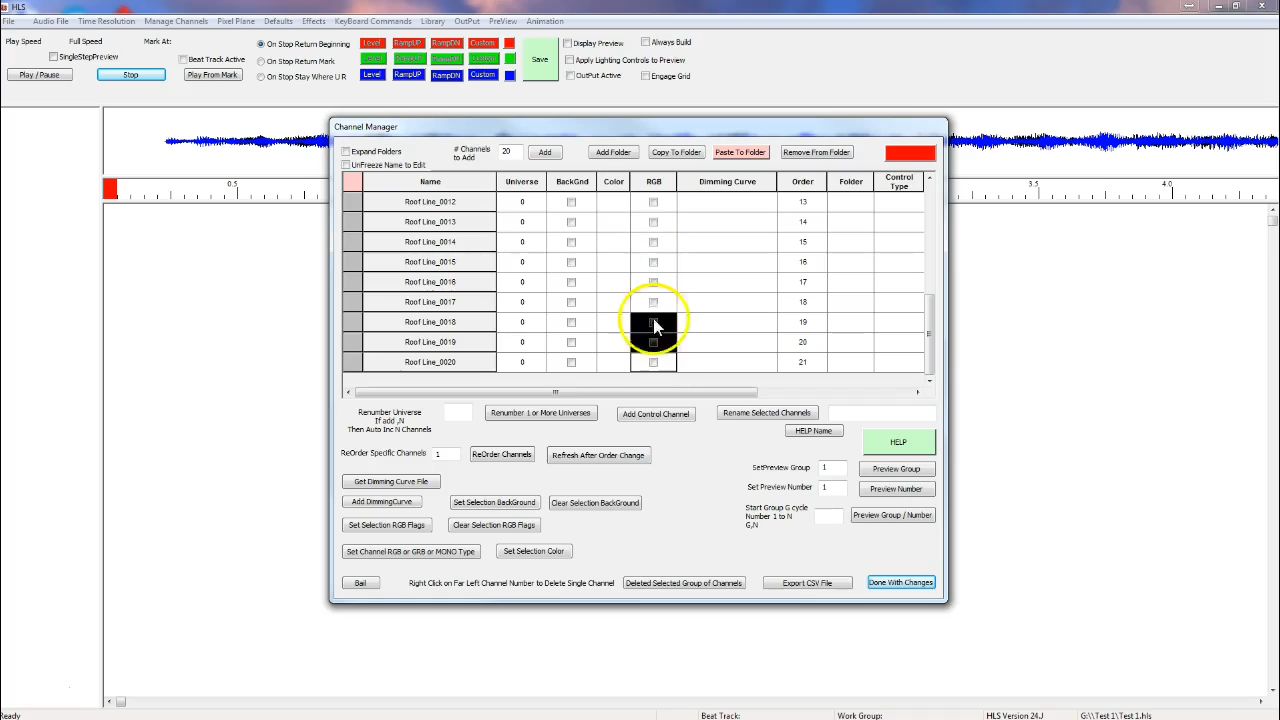 HLS
File Audio File Time Resolution Manage Channels Pixel Plane Defaults Effects KeyBoard Commands Library OutPut PreView Animation
Play Speed Full Speed Mark At:
SingleStepPreview
Beat Track Active
Play / Pause Stop Play From Mark
On Stop Return Beginning
On Stop Return Mark
On Stop Stay Where U R
Level RampUP RampDN Custom
Level RampUP RampDN Custom
Save
Display Preview Always Build
Apply Lighting Controls to Preview
OutPut Active Engage Grid
0.5 3.5 4.0
Channel Manager
Expand Folders
UnFreeze Name to Edit
# Channels
to Add
20 Add Add Folder Copy To Folder Paste To Folder Remove From Folder
Name Universe BackGnd Color RGB Dimming Curve Order Folder Control
Type
Roof Line_0012 0 13
Roof Line_0013 0 14
Roof Line_0014 0 15
Roof Line_0015 0 16
Roof Line_0016 0 17
Roof Line_0017 0 18
Roof Line_0018 0 19
Roof Line_0019 0 20
Roof Line_0020 0 21
Renumber Universe
If add ,N
Then Auto Inc N Channels
Renumber 1 or More Universes Add Control Channel Rename Selected Channels
HELP Name
HELP
ReOrder Specific Channels 1 ReOrder Channels Refresh After Order Change
SetPreview Group 1 Preview Group
Get Dimming Curve File
Set Preview Number 1 Preview Number
Add DimmingCurve Set Selection BackGround Clear Selection BackGround
Start Group G cycle
Number 1 to N
G,N
Preview Group / Number
Set Selection RGB Flags Clear Selection RGB Flags
Set Channel RGB or GRB or MONO Type Set Selection Color
Bail Right Click on Far Left Channel Number to Delete Single Channel Deleted Selected Group of Channels Export CSV File Done With Changes
Ready Beat Track: Work Group: HLS Version 24.J G:\\Test 1\Test 1.hls